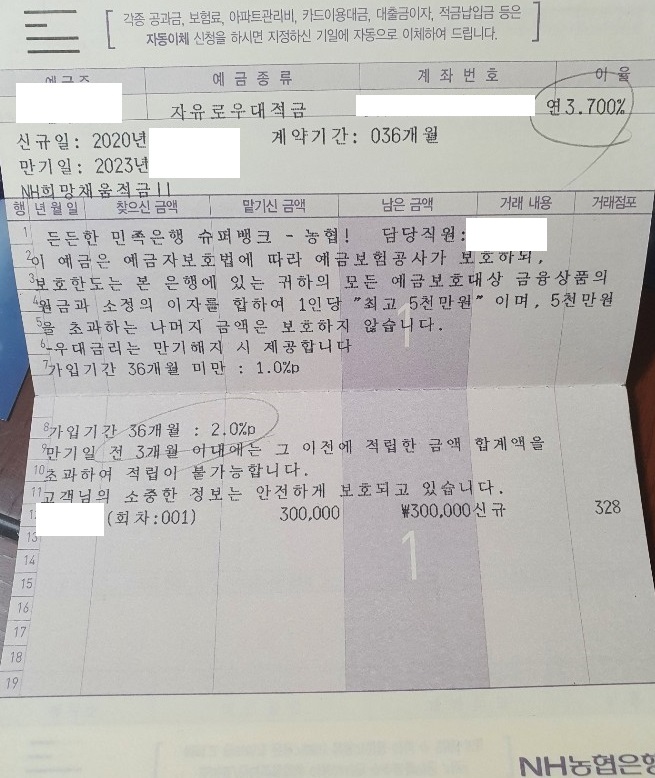 각종 공과금, 보험료, 아파트관리비, 카드이용대금, 대출금이자, 적금납입금 등은
자동이체 신청을 하시면 지정하신 기일에 자동으로 이체하여 드립니다.
예금주 예금종류 계좌번호 이율
자유로우대적금 연3.700%
신규일: 2020년 계약기간: 036개월
만기일: 2023년
NH희망채움적금II
행 년월일 찾으신 금액 맡기신 금액 남은 금액 거래 내용 거래점포
1 든든한 민족은행 슈퍼뱅크 - 농협! 담당직원:
2 이 예금은 예금자보호법에 따라 예금보험공사가 보호하되,
3 보호한도는 본 은행에 있는 귀하의 모든 예금보호대상 금융상품의
4 원금과 소정의 이자를 합하여 1인당 "최고 5천만원" 이며, 5천만원
5 을 초과하는 나머지 금액은 보호하지 않습니다.
6 -우대금리는 만기해지 시 제공합니다
7 가입기간 36개월 미만 : 1.0%p
1
8 가입기간 36개월 : 2.0%p
9 만기일 전 3개월 이내에는 그 이전에 적립한 금액 합계액을
10 초과하여 적립이 불가능합니다.
11 고객님의 소중한 정보는 안전하게 보호되고 있습니다.
(회차:001) 300,000 ₩300,000신규 328
13
14
1
15
16
17
18
19
NH농협은행